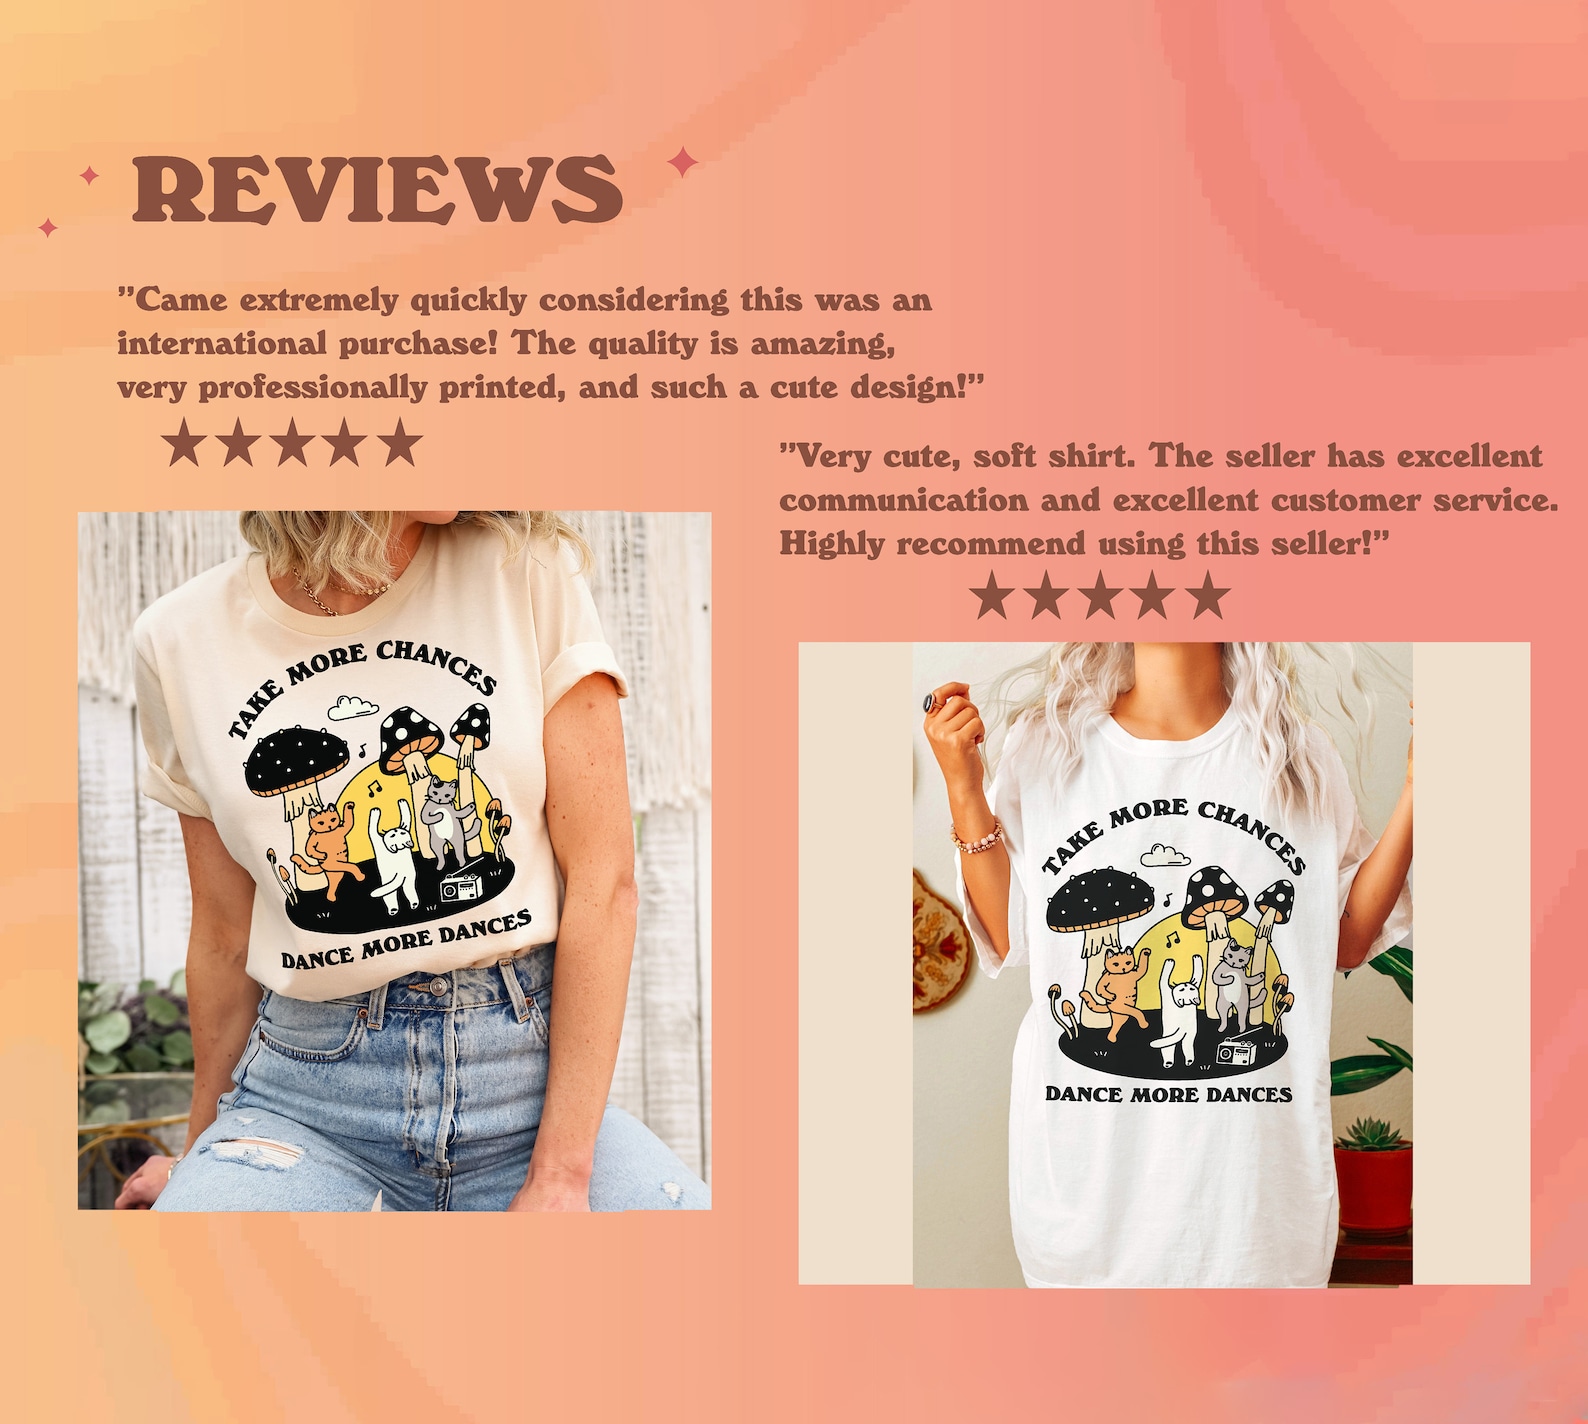 REVIEWS
”Came extremely quickly considering this was an
international purchase! The quality is amazing,
very professionally printed, and such a cute design!”
”Very cute, soft shirt. The seller has excellent
communication and excellent customer service.
Highly recommend using this seller!”
TAKE MORE CHANCES
DANCE MORE DANCES
TAKE MORE CHANCES
DANCE MORE DANCES